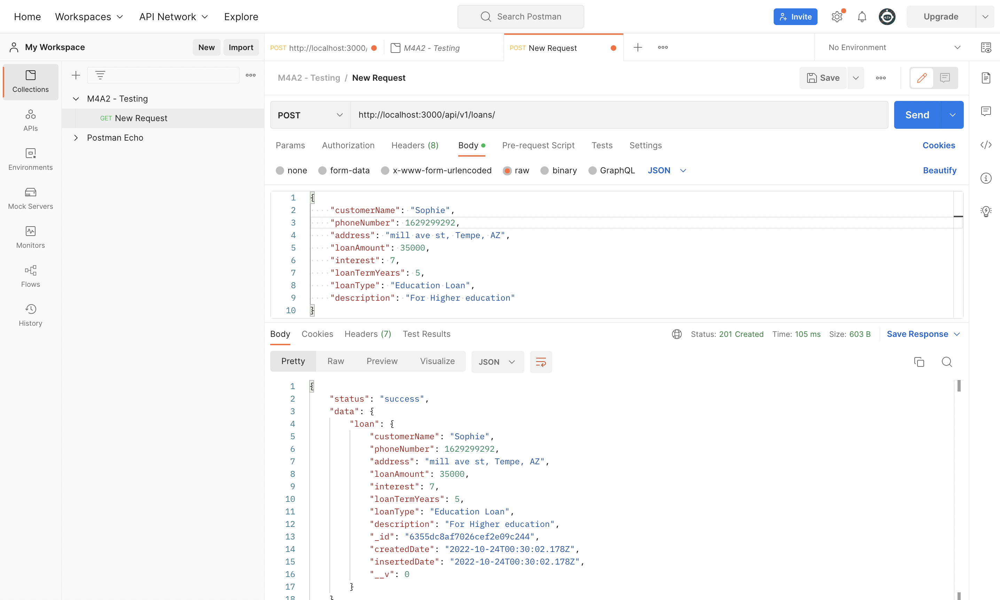 Home Workspaces API Network Explore Search Postman Invite Upgrade
My Workspace New Import
POST http://localhost:3000/ M4A2 - Testing POST New Request No Environment
Collections
APIs
Environments
Mock Servers
Monitors
Flows
History
M4A2 - Testing
GET New Request
Postman Echo
M4A2 - Testing / New Request Save
POST http://localhost:3000/api/v1/loans/ Send
Params Authorization Headers (8) Body Pre-request Script Tests Settings Cookies
none form-data x-www-form-urlencoded raw binary GraphQL JSON Beautify
1 {
2 "customerName": "Sophie",
3 "phoneNumber": 1629299292,
4 "address": "mill ave st, Tempe, AZ",
5 "loanAmount": 35000,
6 "interest": 7,
7 "loanTermYears": 5,
8 "loanType": "Education Loan",
9 "description": "For Higher education"
10 }
Body Cookies Headers (7) Test Results Status: 201 Created Time: 105 ms Size: 603 B Save Response
Pretty Raw Preview Visualize JSON
1 {
2 "status": "success",
3 "data": {
4 "loan": {
5 "customerName": "Sophie",
6 "phoneNumber": 1629299292,
7 "address": "mill ave st, Tempe, AZ",
8 "loanAmount": 35000,
9 "interest": 7,
10 "loanTermYears": 5,
11 "loanType": "Education Loan",
12 "description": "For Higher education",
13 "_id": "6355dc8af7026cef2e09c244",
14 "createdDate": "2022-10-24T00:30:02.178Z",
15 "insertedDate": "2022-10-24T00:30:02.178Z",
16 "__v": 0
17 }
18 }